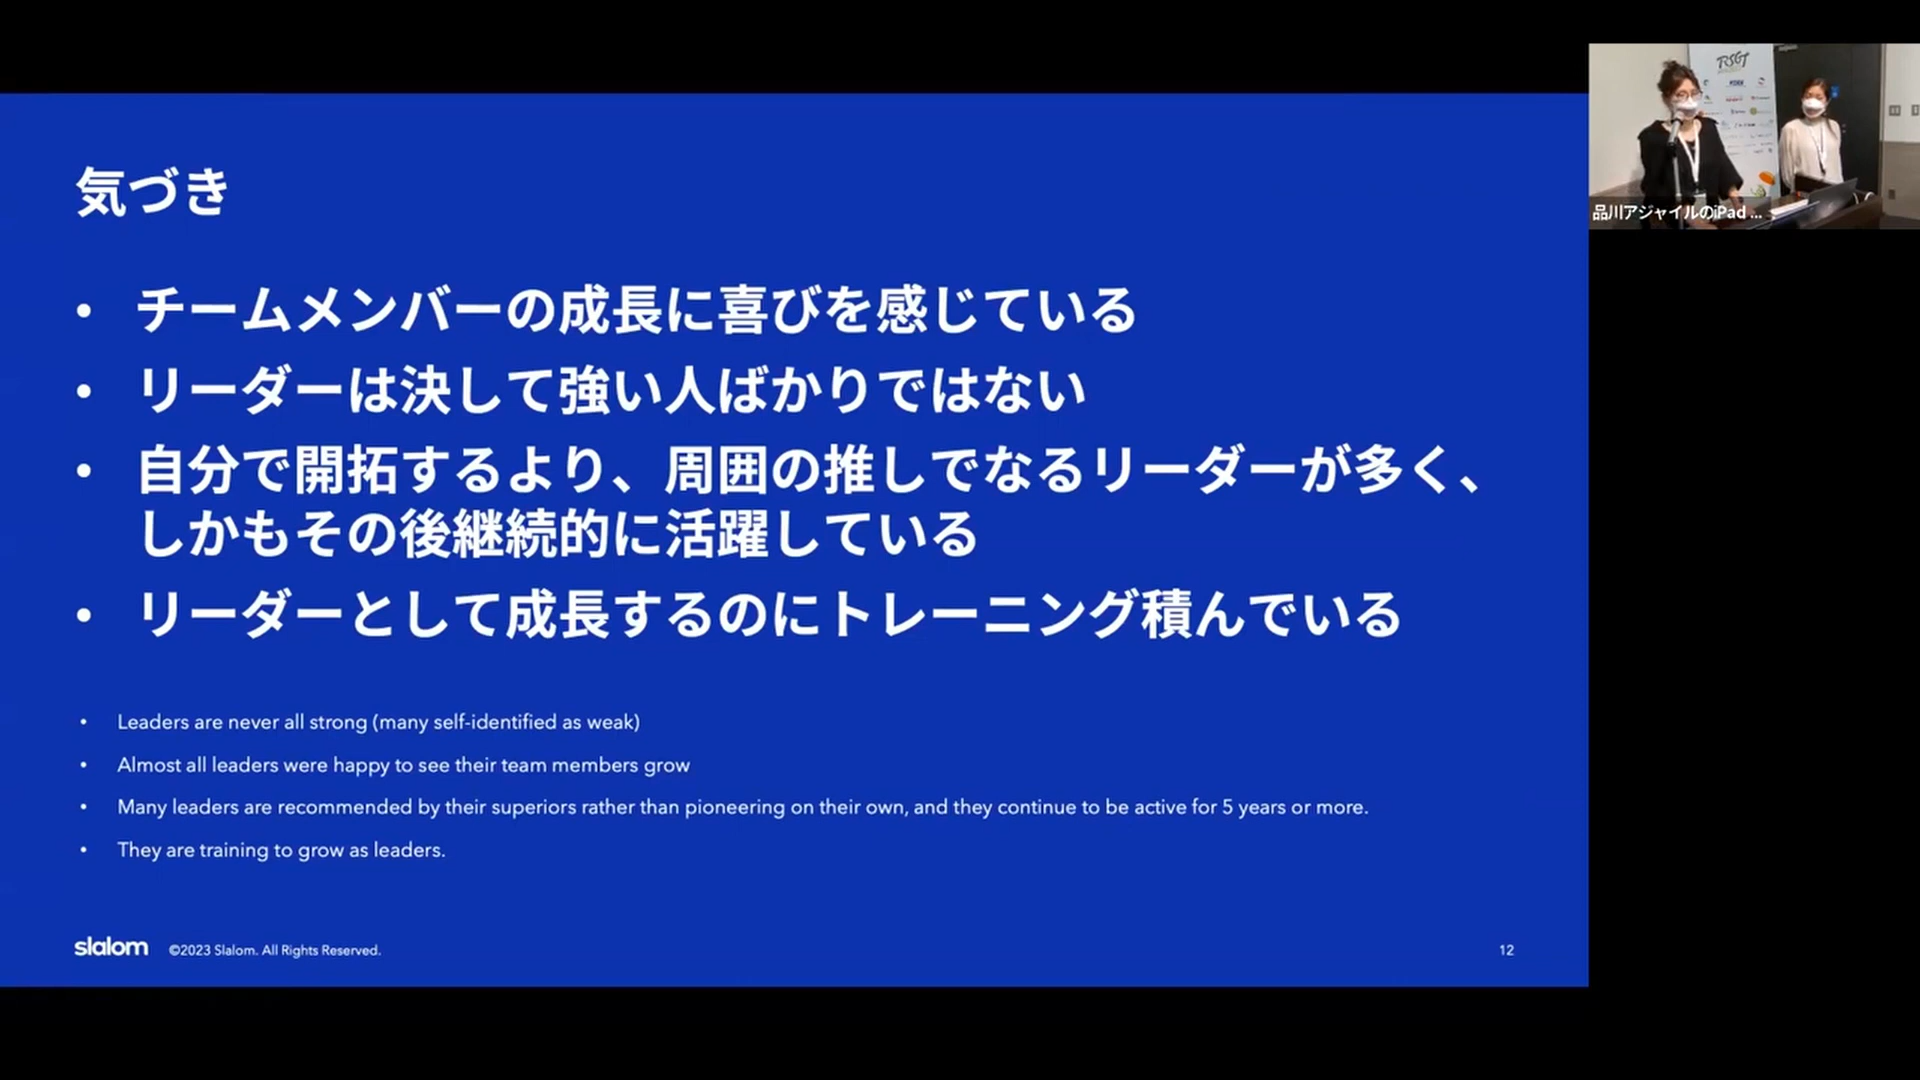 気づき
• チームメンバーの成長に喜びを感じている
• リーダーは決して強い人ばかりではない
• 自分で開拓するより、周囲の推しでなるリーダーが多く、
しかもその後継続的に活躍している
• リーダーとして成長するのにトレーニング積んでいる
• Leaders are never all strong (many self-identified as weak)
• Almost all leaders were happy to see their team members grow
• Many leaders are recommended by their superiors rather than pioneering on their own, and they continue to be active for 5 years or more.
• They are training to grow as leaders.
slalom ©2023 Slalom. All Rights Reserved.
12
RSGT
品川アジャイルのiPad ...